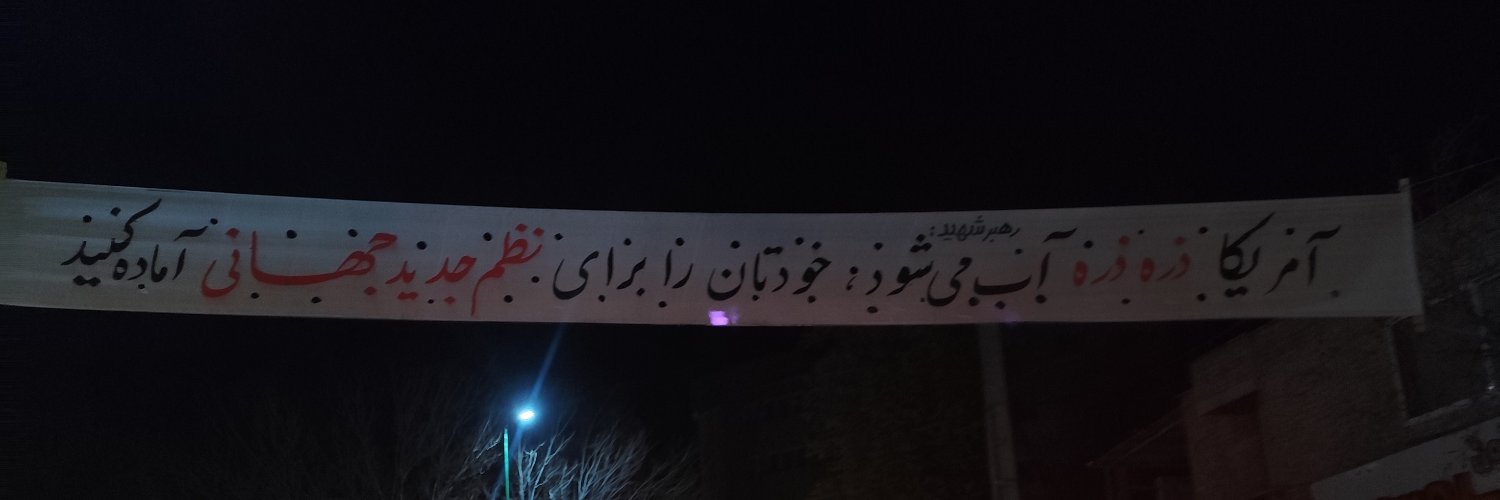 رهبر شهید:
آمریکا ذره ذره آب می‌شود؛ خودتان را برای نظم جدید جهانی آماده کنید